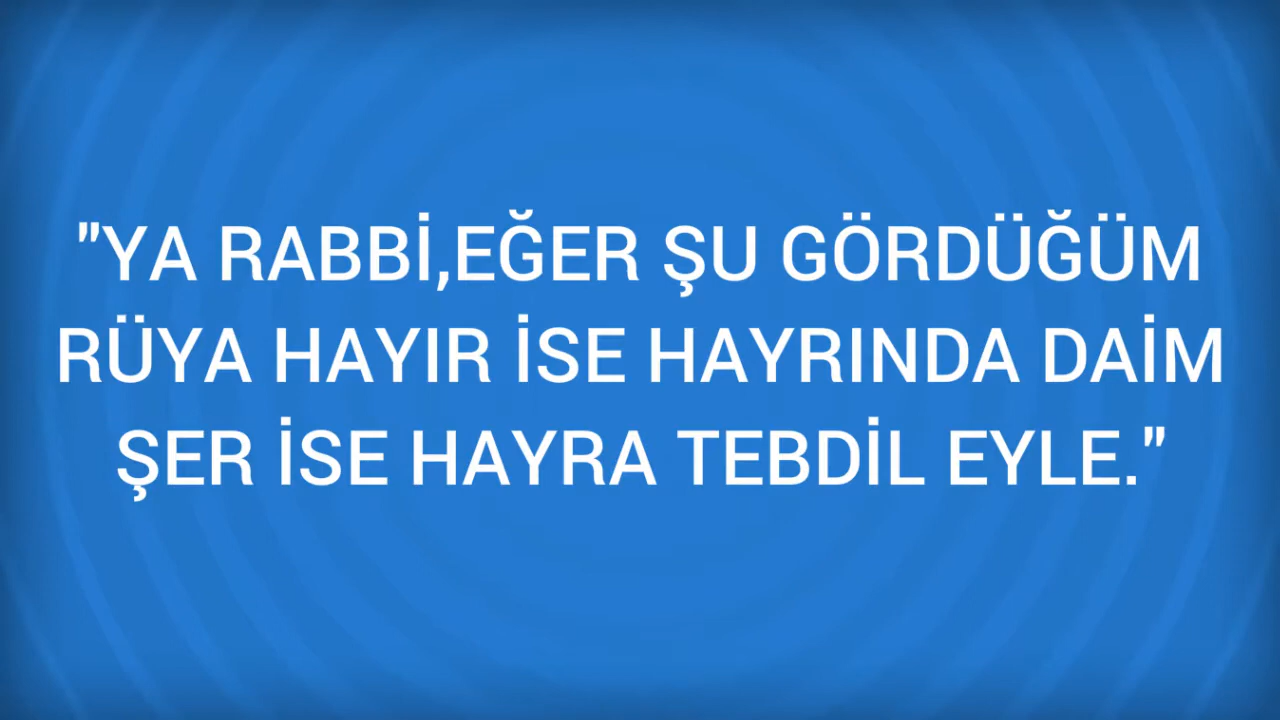 "YA RABBİ,EĞER ŞU GÖRDÜĞÜM
RÜYA HAYIR İSE HAYRINDA DAİM
ŞER İSE HAYRA TEBDİL EYLE."